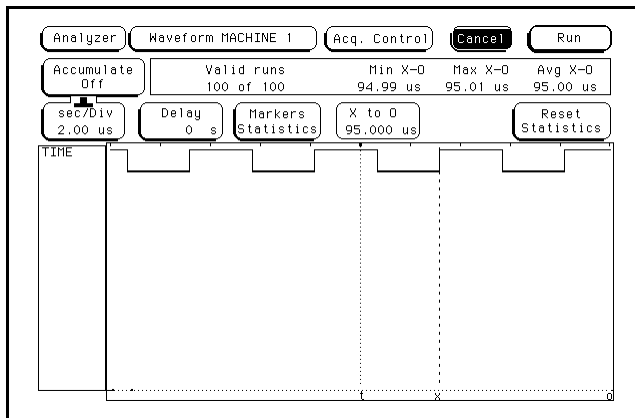 Analyzer Waveform MACHINE 1 Acq. Control Cancel Run
Accumulate Off
Valid runs Min X-O Max X-O Avg X-O
100 of 100 94.99 us 95.01 us 95.00 us
sec/Div Delay Markers X to O Reset
2.00 us 0 s Statistics 95.000 us Statistics
TIME
t x o